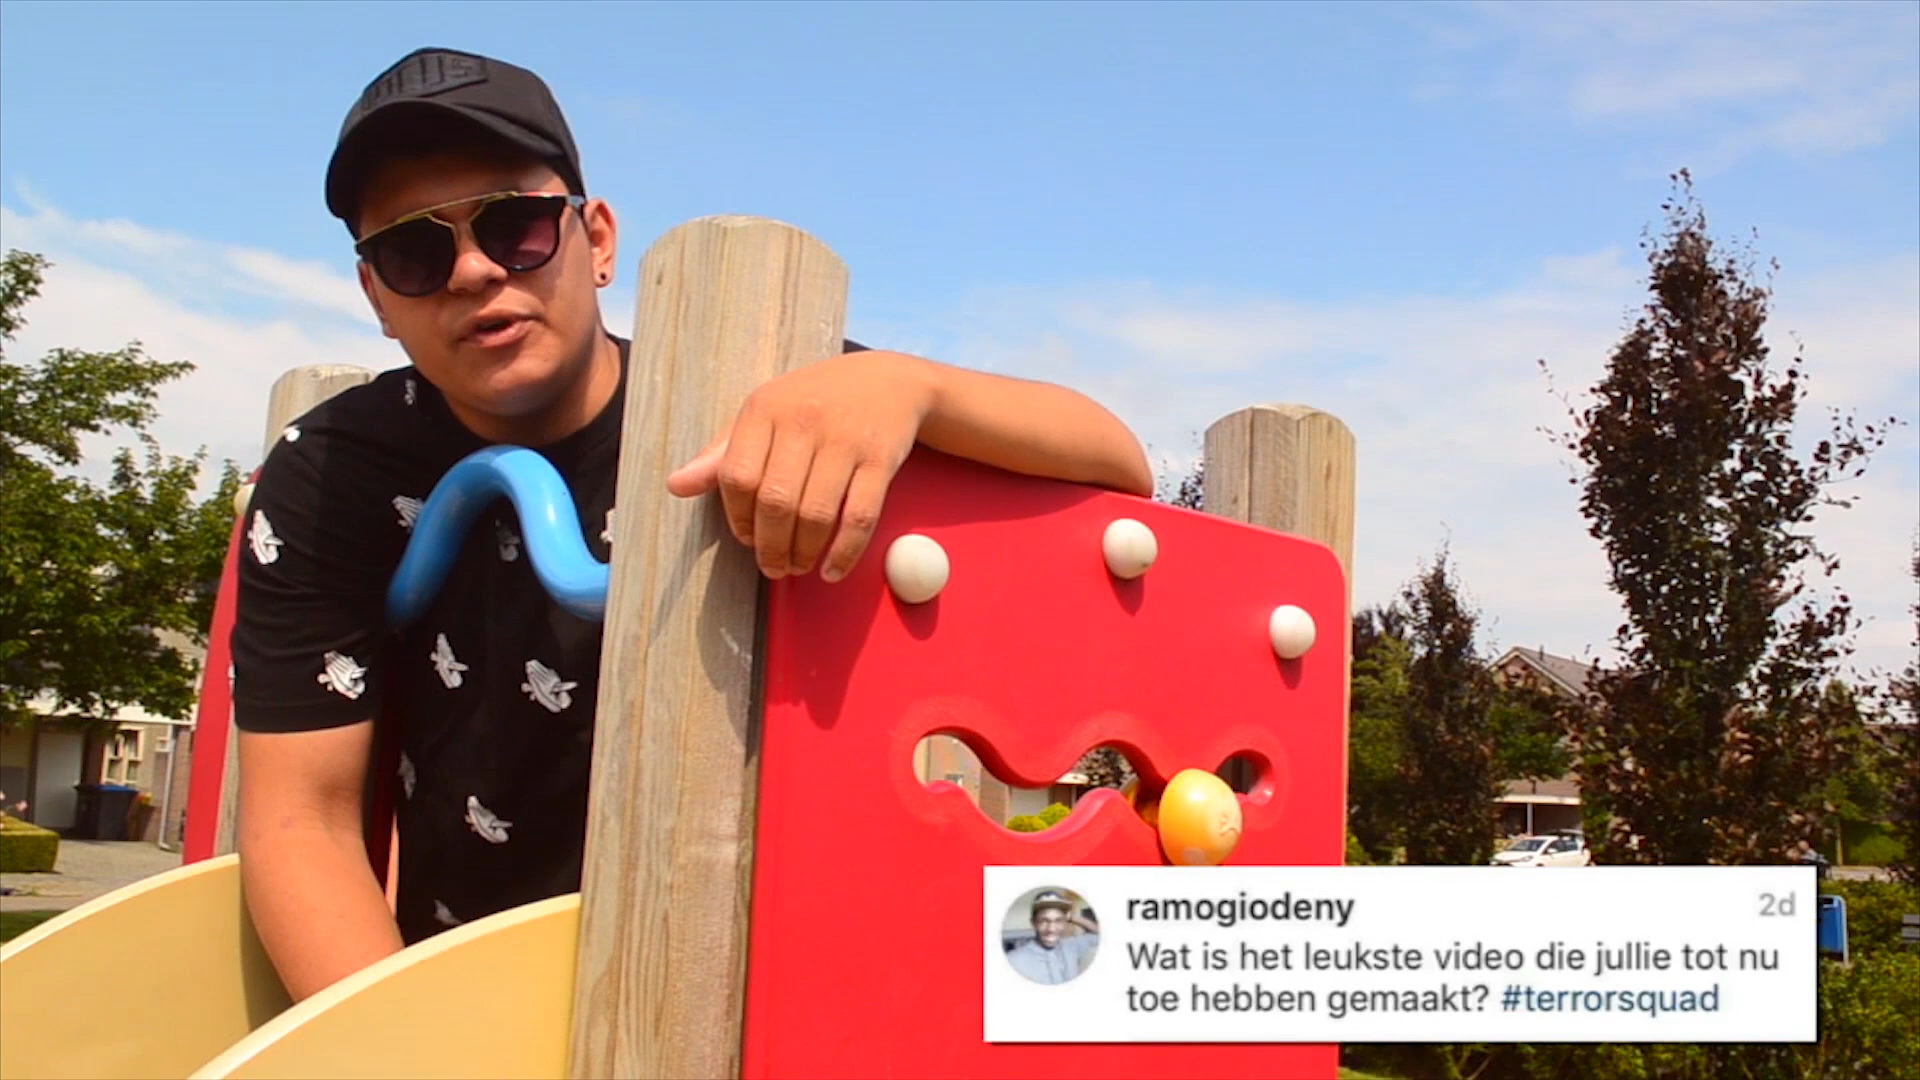 ramogiodeny
2d
Wat is het leukste video die jullie tot nu
toe hebben gemaakt? #terrorsquad